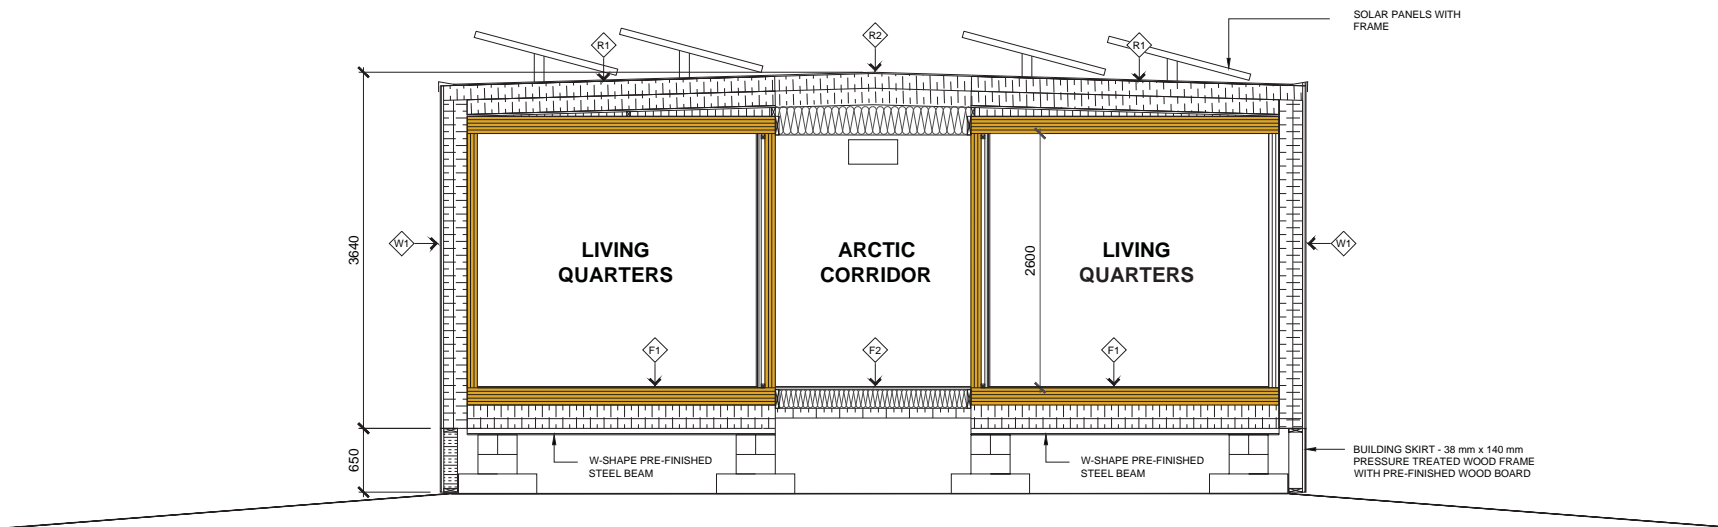 SOLAR PANELS WITH
FRAME
R1
R2
R1
3640
W1
LIVING
QUARTERS
ARCTIC
CORRIDOR
2600
LIVING
QUARTERS
W1
F1
F2
F1
650
W-SHAPE PRE-FINISHED
STEEL BEAM
W-SHAPE PRE-FINISHED
STEEL BEAM
BUILDING SKIRT - 38 mm x 140 mm
PRESSURE TREATED WOOD FRAME
WITH PRE-FINISHED WOOD BOARD